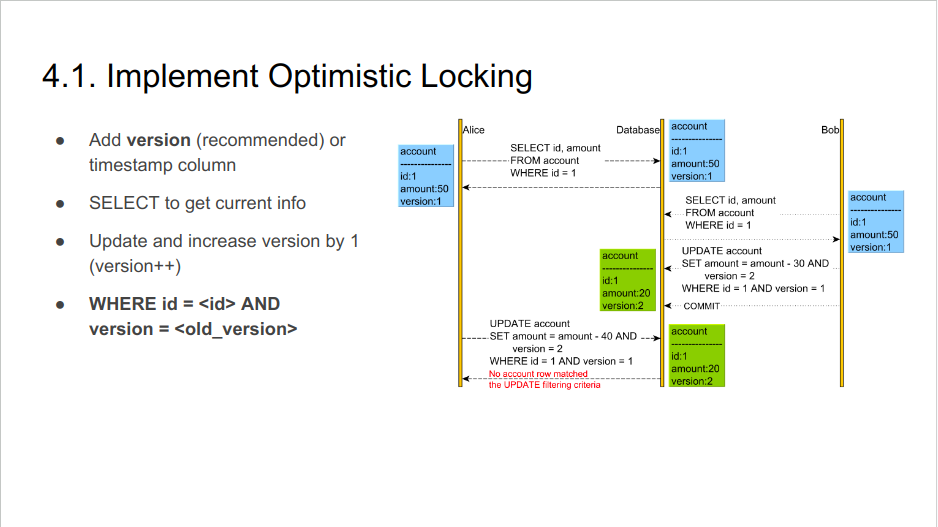 4.1. Implement Optimistic Locking
● Add version (recommended) or
timestamp column
● SELECT to get current info
● Update and increase version by 1
(version++)
● WHERE id = <id> AND
version = <old_version>
Alice
Database
Bob
account
---------------
id:1
amount:50
version:1
SELECT id, amount
FROM account
WHERE id = 1
account
---------------
id:1
amount:50
version:1
SELECT id, amount
FROM account
WHERE id = 1
account
---------------
id:1
amount:50
version:1
UPDATE account
SET amount = amount - 30 AND
version = 2
WHERE id = 1 AND version = 1
account
---------------
id:1
amount:20
version:2
COMMIT
UPDATE account
SET amount = amount - 40 AND
version = 2
WHERE id = 1 AND version = 1
account
---------------
id:1
amount:20
version:2
No account row matched
the UPDATE filtering criteria